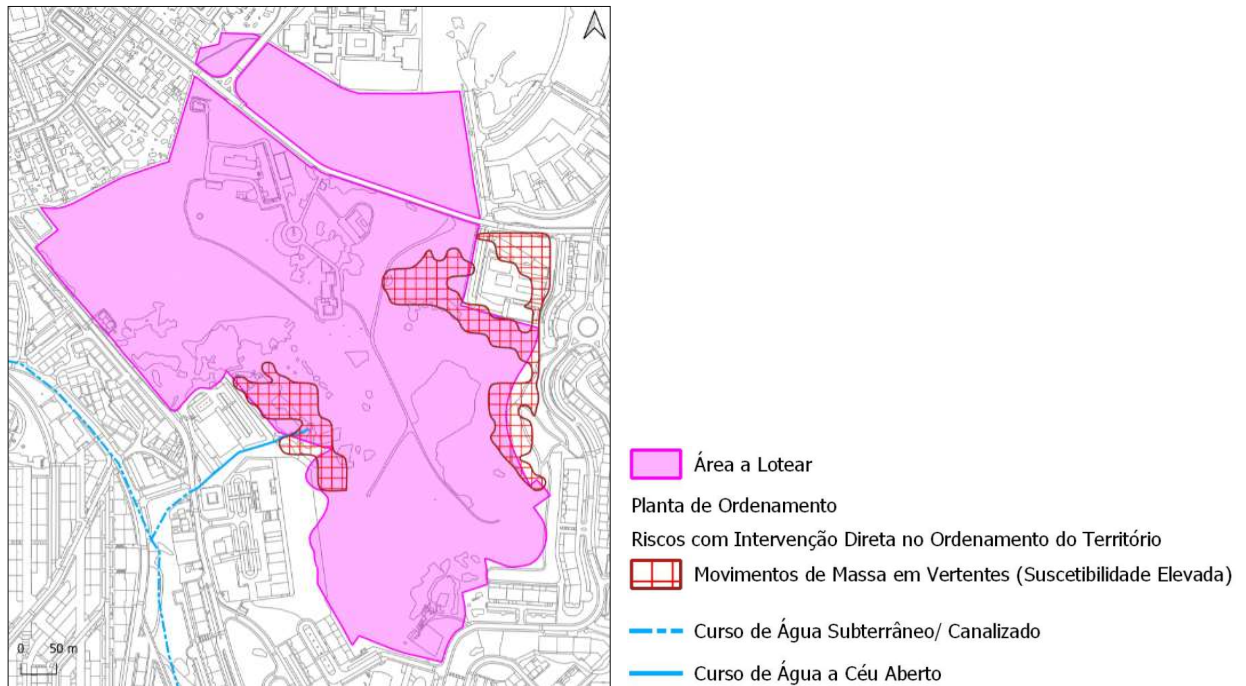 Área a Lotear
Planta de Ordenamento
Riscos com Intervenção Direta no Ordenamento do Território
Movimentos de Massa em Vertentes (Suscetibilidade Elevada)
Curso de Água Subterrâneo/ Canalizado
Curso de Água a Céu Aberto
0 50 m